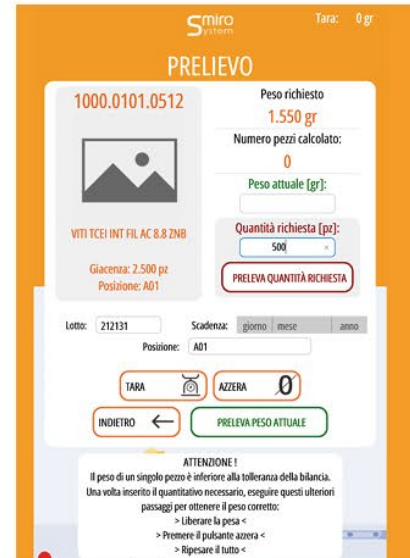 Smiro
System
Tara: 0 gr
PRELIEVO
1000.0101.0512
VITI TCEI INT FIL AC 8.8 ZNB
Giacenza: 2.500 pz
Posizione: A01
Peso richiesto
1.550 gr
Numero pezzi calcolato:
0
Peso attuale [gr]:
Quantità richiesta [pz]:
500 ×
PRELEVA QUANTITÀ RICHIESTA
Lotto: 212131 Scadenza: giorno mese anno
Posizione: A01
TARA AZZERA 0
INDIETRO ← PRELEVA PESO ATTUALE
ATTENZIONE !
Il peso di un singolo pezzo è inferiore alla tolleranza della bilancia.
Una volta inserito il quantitativo necessario, eseguire questi ulteriori
passaggi per ottenere il peso corretto:
> Liberare la pesa <
> Premere il pulsante azzera <
> Ripesare il tutto <